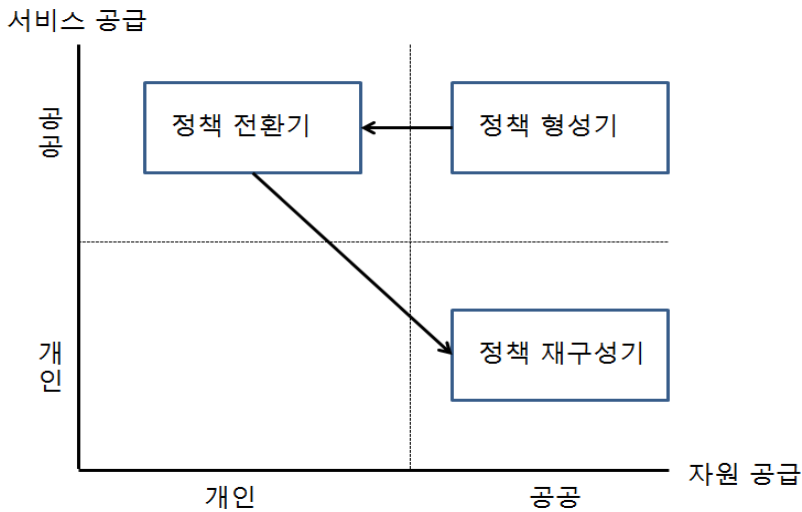 서비스 공급
공공
정책 전환기
정책 형성기
개인
정책 재구성기
자원 공급
개인
공공